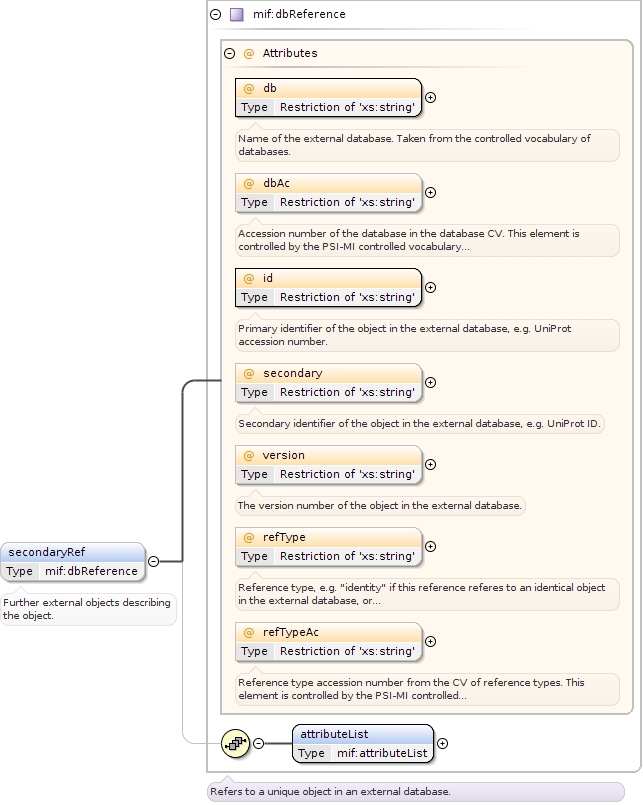 mif:dbReference
@ Attributes
@ db
Type Restriction of 'xs:string'
Name of the external database. Taken from the controlled vocabulary of
databases.
@ dbAc
Type Restriction of 'xs:string'
Accession number of the database in the database CV. This element is
controlled by the PSI-MI controlled vocabulary...
@ id
Type Restriction of 'xs:string'
Primary identifier of the object in the external database, e.g. UniProt
accession number.
@ secondary
Type Restriction of 'xs:string'
Secondary identifier of the object in the external database, e.g. UniProt ID.
@ version
Type Restriction of 'xs:string'
The version number of the object in the external database.
@ refType
Type Restriction of 'xs:string'
Reference type, e.g. "identity" if this reference referes to an identical object
in the external database, or...
@ refTypeAc
Type Restriction of 'xs:string'
Reference type accession number from the CV of reference types. This
element is controlled by the PSI-MI controlled...
secondaryRef
Type mif:dbReference
Further external objects describing
the object.
attributeList
Type mif:attributeList
Refers to a unique object in an external database.